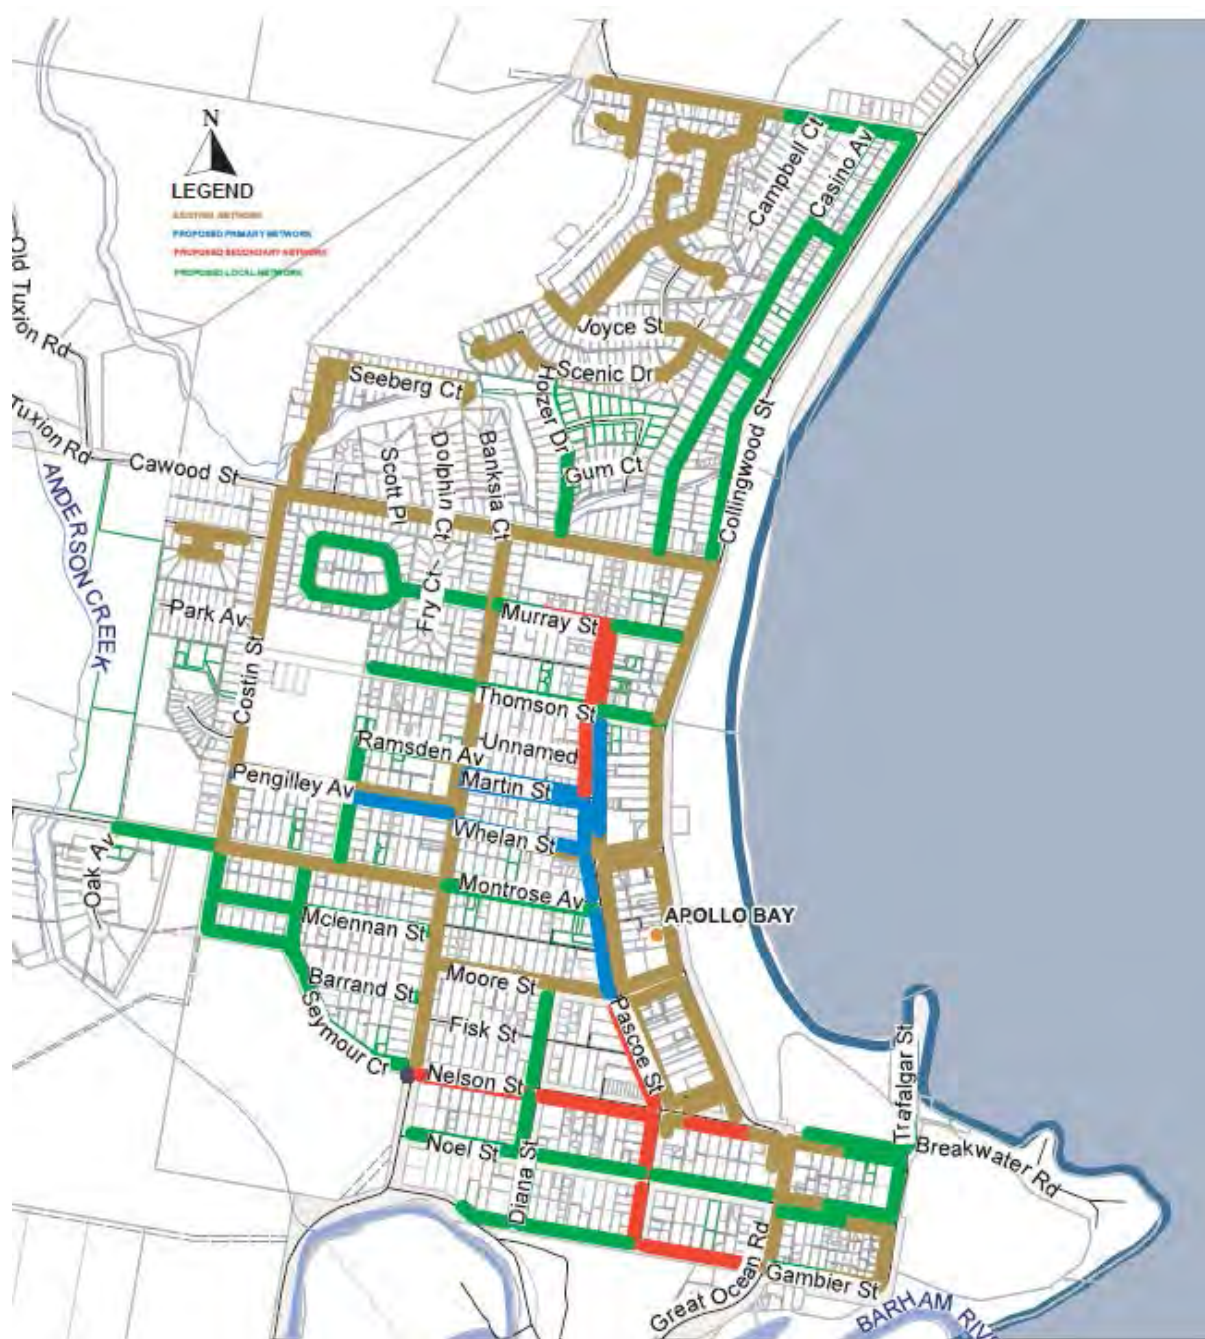 N
LEGEND
EXISTING NETWORK
PROPOSED PRIMARY NETWORK
PROPOSED SECONDARY NETWORK
PROPOSED LOCAL NETWORK
Campbell Ct
Casino Av
Old Tuxion Rd
Joyce St
Scenic Dr
Seeberg Ct
Holzer Dr
Tuxion Rd
Cawood St
Scott Pl
Dolphin Ct
Banksia Ct
Gum Ct
Collingwood St
ANDERSON CREEK
Park Av
Fry Ct
Murray St
Costin St
Thomson St
Unnamed
Ramsden Av
Pengilley Av
Martin St
Whelan St
Oak Av
Montrose Av
APOLLO BAY
Mclennan St
Moore St
Barrand St
Seymour Cr
Fisk St
Pascoe St
Nelson St
Trafalgar St
Noel St
Diana St
Breakwater Rd
Great Ocean Rd
Gambier St
BARHAM RIV